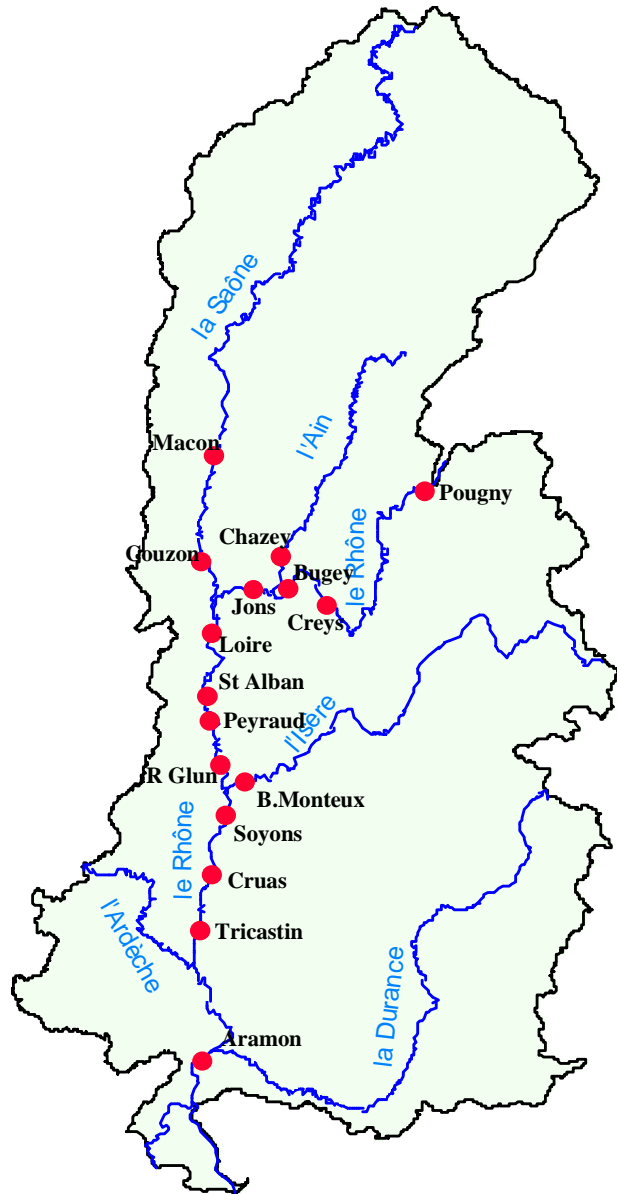 la Saône
Macon
l'Ain
Pougny
Chazey
Couzon
le Rhône
Bugey
Jons
Creys
Loire
St Alban
Peyraud
l'Isère
R Glun
B.Monteux
Soyons
le Rhône
Cruas
l'Ardèche
Tricastin
la Durance
Aramon